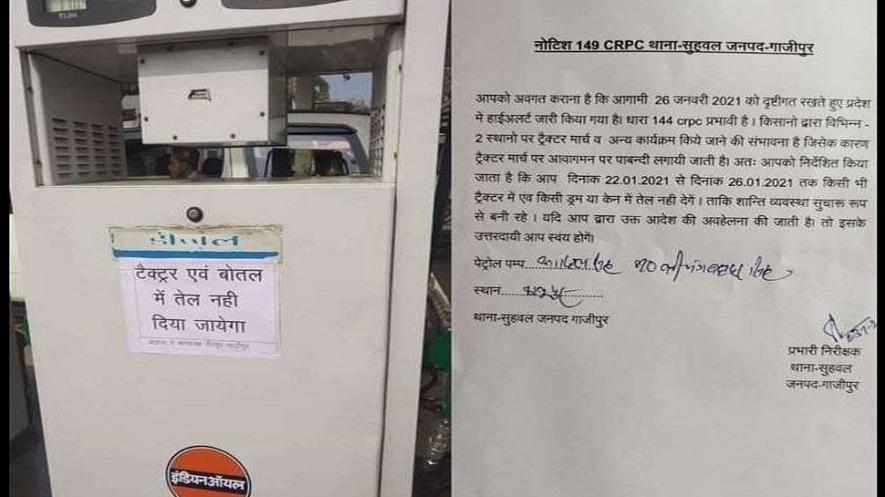 डीजल
टैक्ट्रर एवं बोतल
में तेल नही
दिया जायेगा
इंडियनऑयल
नोटिश 149 CRPC थाना-सुहवल जनपद-गाजीपुर
आपको अवगत कराना है कि आगामी 26 जनवरी 2021 को दृष्टीगत रखते हुए प्रदेश
में हाईअलर्ट जारी किया गया है। धारा 144 crpc प्रभावी है । किसानो द्वारा विभिन्न -
2 स्थानो पर ट्रैक्टर मार्च व अन्य कार्यक्रम किये जाने की संभावना है जिसेक कारण
ट्रैक्टर मार्च पर आवागमन पर पाबन्दी लगायी जाती है। अतः आपको निर्देशित किया
जाता है कि आप दिनांक 22.01.2021 से दिनांक 26.01.2021 तक किसी भी
ट्रैक्टर में एंव किसी ड्रम या केन में तेल नही देगें । ताकि शान्ति व्यवस्था सुचारू रूप
से बनी रहे । यदि आप द्वारा उक्त आदेश की अवहेलना की जाती है। तो इसके
उत्तरदायी आप स्वंय होगें।
पेट्रोल पम्प
स्थान
थाना-सुहवल जनपद गाजीपुर
प्रभारी निरीक्षक
थाना-सुहवल
जनपद-गाजीपुर